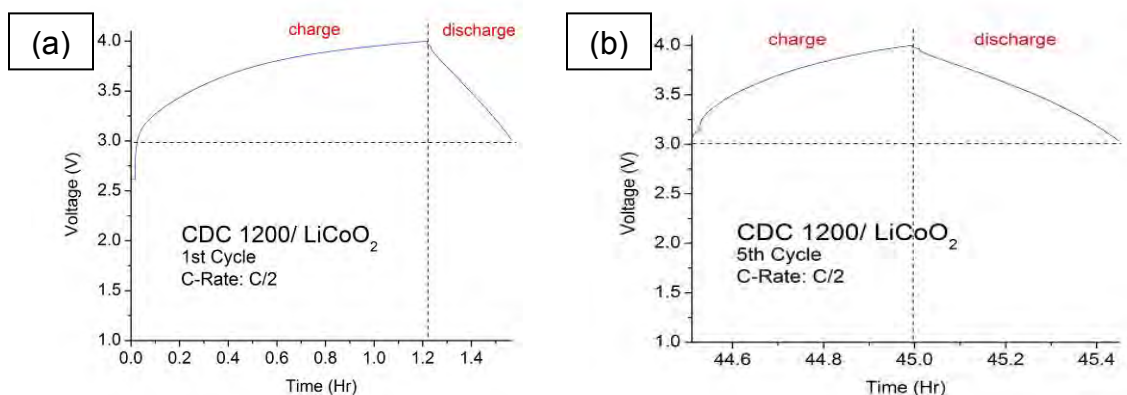 (a)
charge
discharge
4.0
3.5
3.0
2.5
2.0
1.5
1.0
Voltage (V)
CDC 1200/ LiCoO₂
1st Cycle
C-Rate: C/2
0.0 0.2 0.4 0.6 0.8 1.0 1.2 1.4
Time (Hr)
(b)
charge
discharge
4.0
3.5
3.0
2.5
2.0
1.5
1.0
Voltage (V)
CDC 1200/ LiCoO₂
5th Cycle
C-Rate: C/2
44.6 44.8 45.0 45.2 45.4
Time (Hr)